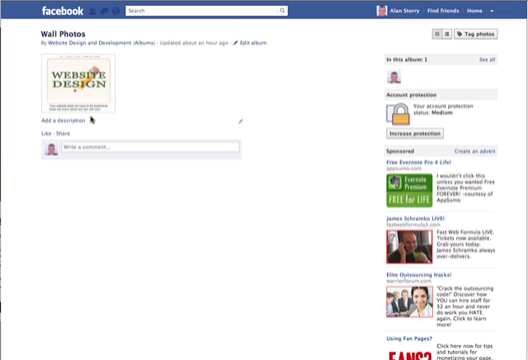 facebook
Search
Alan Storry Find friends Home
Wall Photos
By Website Design and Development (Albums) · Updated about an hour ago · Edit album
Tag photos
WEBSITE
DESIGN
Add a description
Like · Share
Write a comment...
In this album: 1 See all
Account protection
Your account protection
status: Medium
Increase protection
Sponsored Create an advert
Free Evernote Pro 4 Life!
appsumo.com
Evernote
Premium
FREE for LIFE
I wouldn't click this
unless you wanted Free
Evernote Premium
FOREVER! -courtesy of
AppSumo
James Schramko LIVE!
fastwebformula3.com
Fast Web Formula LIVE.
Tickets now available.
Grab yours today.
James Schramko always
over-delivers.
Elite Outsourcing Hacks!
warriorforum.com
"Crack the outsourcing
code!" Discover how
YOU can hire staff for
$2 an hour and never
do work you HATE
again. Click to learn
more!
Using Fan Pages?
FANS?
Click here now for tips
and tutorials for
monetizing your page.